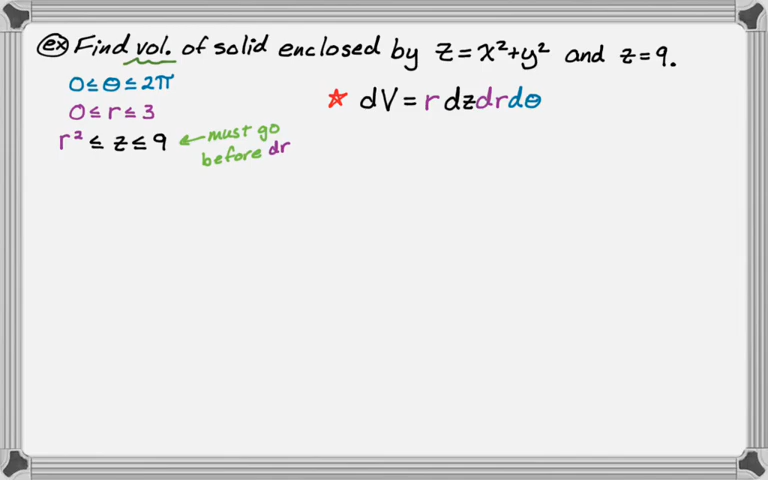 ex Find vol. of solid enclosed by z = x²+y² and z = 9.
0 ≤ θ ≤ 2π
0 ≤ r ≤ 3
☆ dV = r dz dr dθ
r² ≤ z ≤ 9 ← must go
before dr